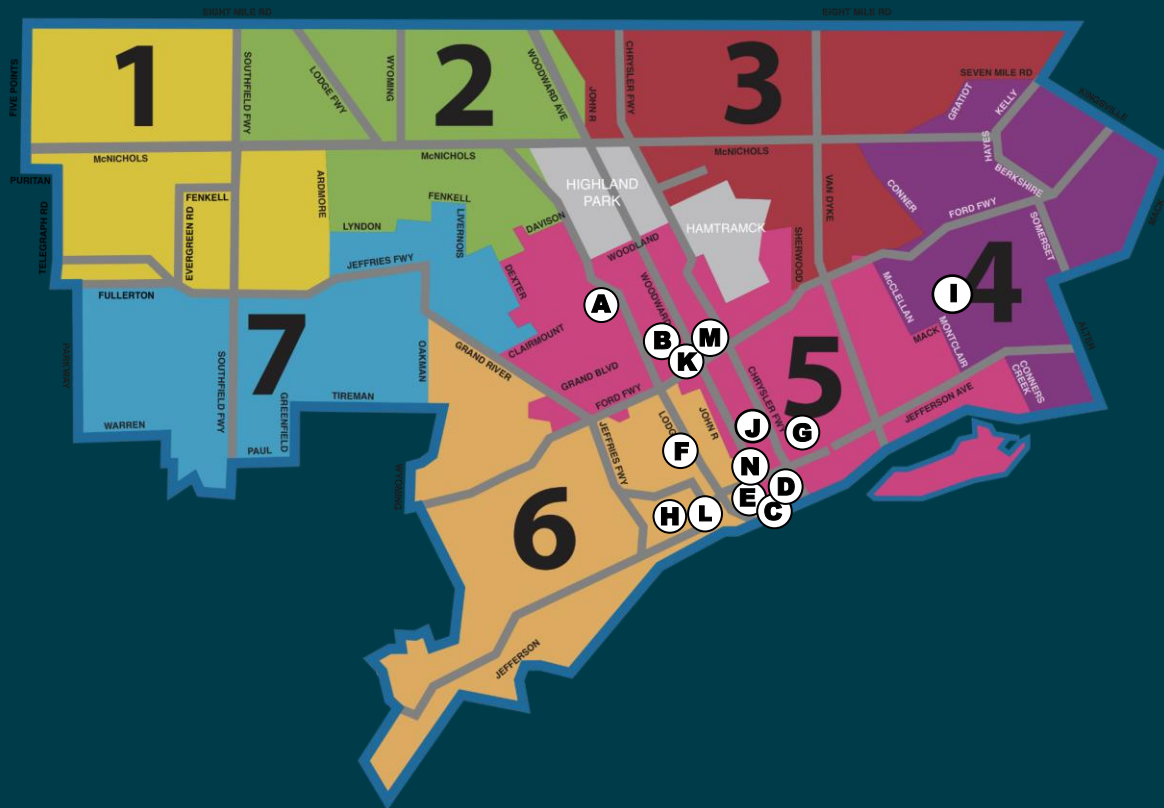 EIGHT MILE RD
EIGHT MILE RD
FIVE POINTS
1
SOUTHFIELD FWY
LODGE FWY
WYOMING
2
WOODWARD AVE
JOHN R
CHRYSLER FWY
3
SEVEN MILE RD
GRATIOT
KELLY
KINGSVILLE
HAYES
McNICHOLS
McNICHOLS
McNICHOLS
PURITAN
FENKELL
ARDMORE
FENKELL
HIGHLAND
PARK
VAN DYKE
CONNER
BERKSHIRE
MACK
TELEGRAPH RD
EVERGREEN RD
LYNDON
LIVERNOIS
DAVISON
HAMTRAMCK
FORD FWY
SOMERSET
JEFFRIES FWY
WOODLAND
SHERWOOD
FULLERTON
DEXTER
A
WOODWARD
McCLELLAN
I
4
PARKWAY
SOUTHFIELD FWY
7
OAKMAN
GRAND RIVER
CLAIRMOUNT
B
M
K
MACK
MONTCLAIR
ALTER
GREENFIELD
TIREMAN
GRAND BLVD
FORD FWY
CHRYSLER FWY
5
CONNERS
CREEK
JEFFERSON AVE
WARREN
PAUL
WYOMING
JEFFRIES FWY
JOHN R
F
J
G
N
E
D
C
H
L
6
JEFFERSON